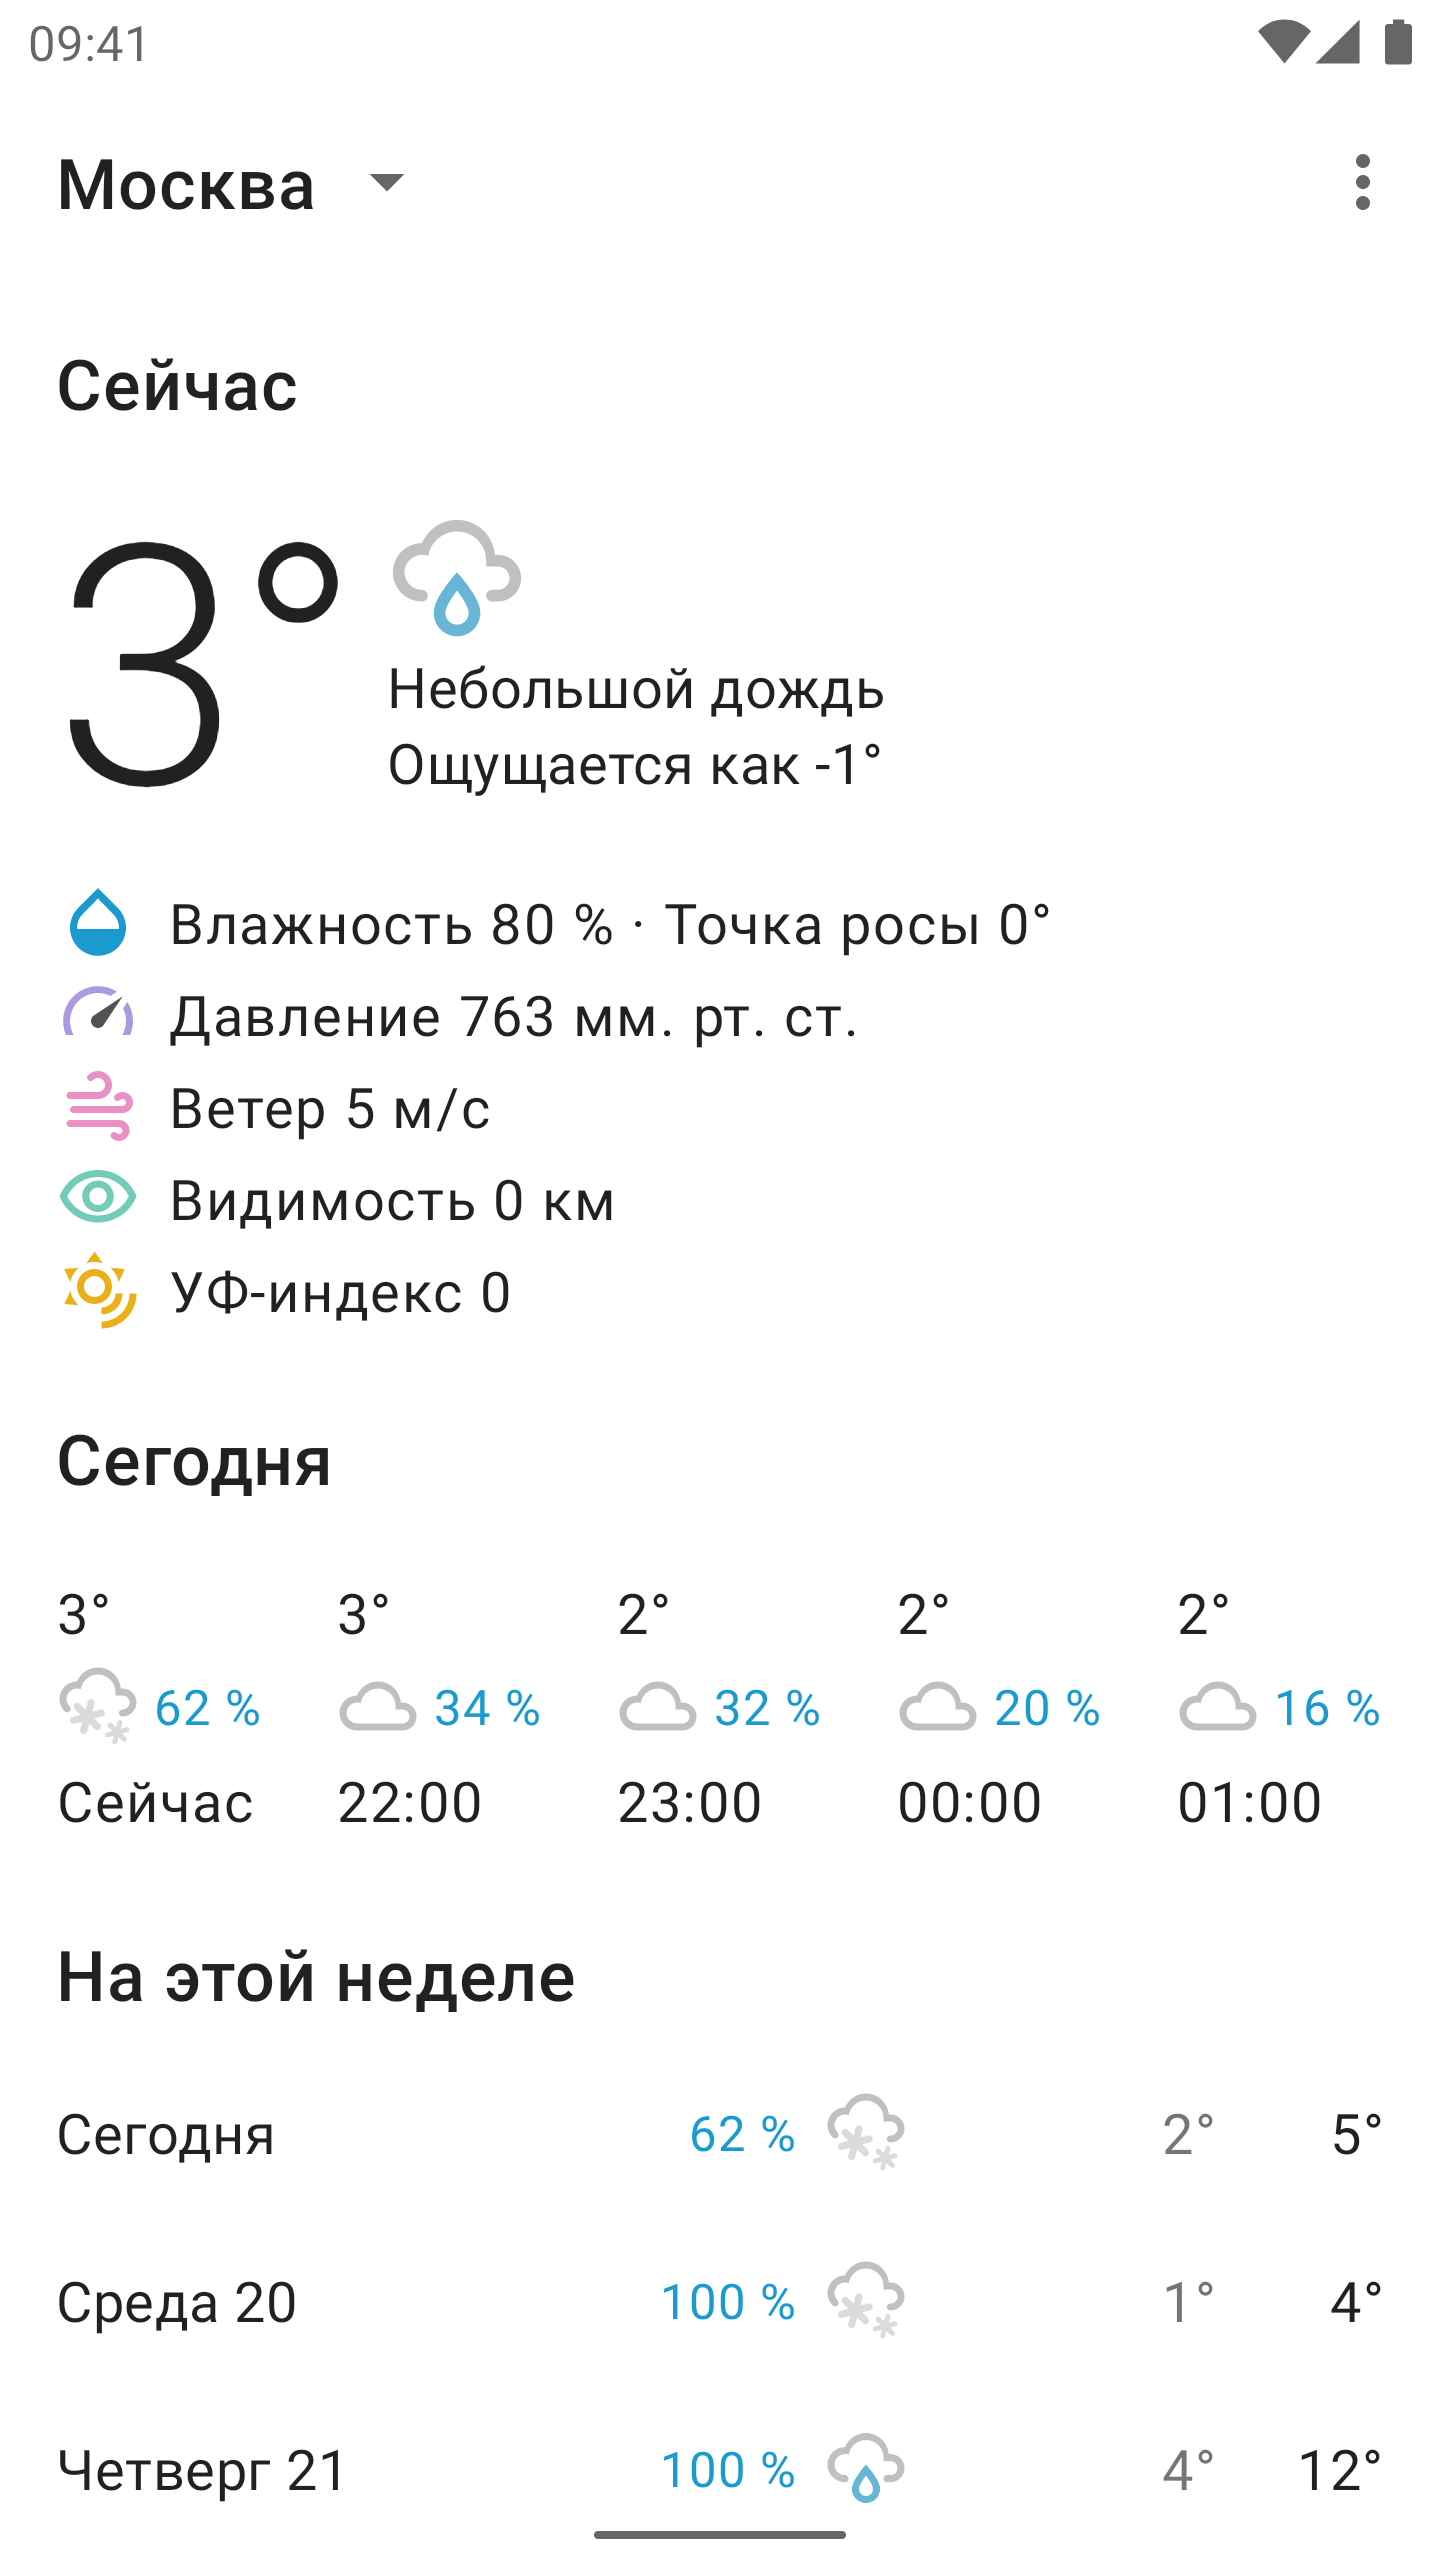 09:41
Москва
Сейчас
3°
Небольшой дождь
Ощущается как -1°
Влажность 80 % · Точка росы 0°
Давление 763 мм. рт. ст.
Ветер 5 м/с
Видимость 0 км
УФ-индекс 0
Сегодня
3° 3° 2° 2° 2°
62 % 34 % 32 % 20 % 16 %
Сейчас 22:00 23:00 00:00 01:00
На этой неделе
Сегодня 62 % 2° 5°
Среда 20 100 % 1° 4°
Четверг 21 100 % 4° 12°